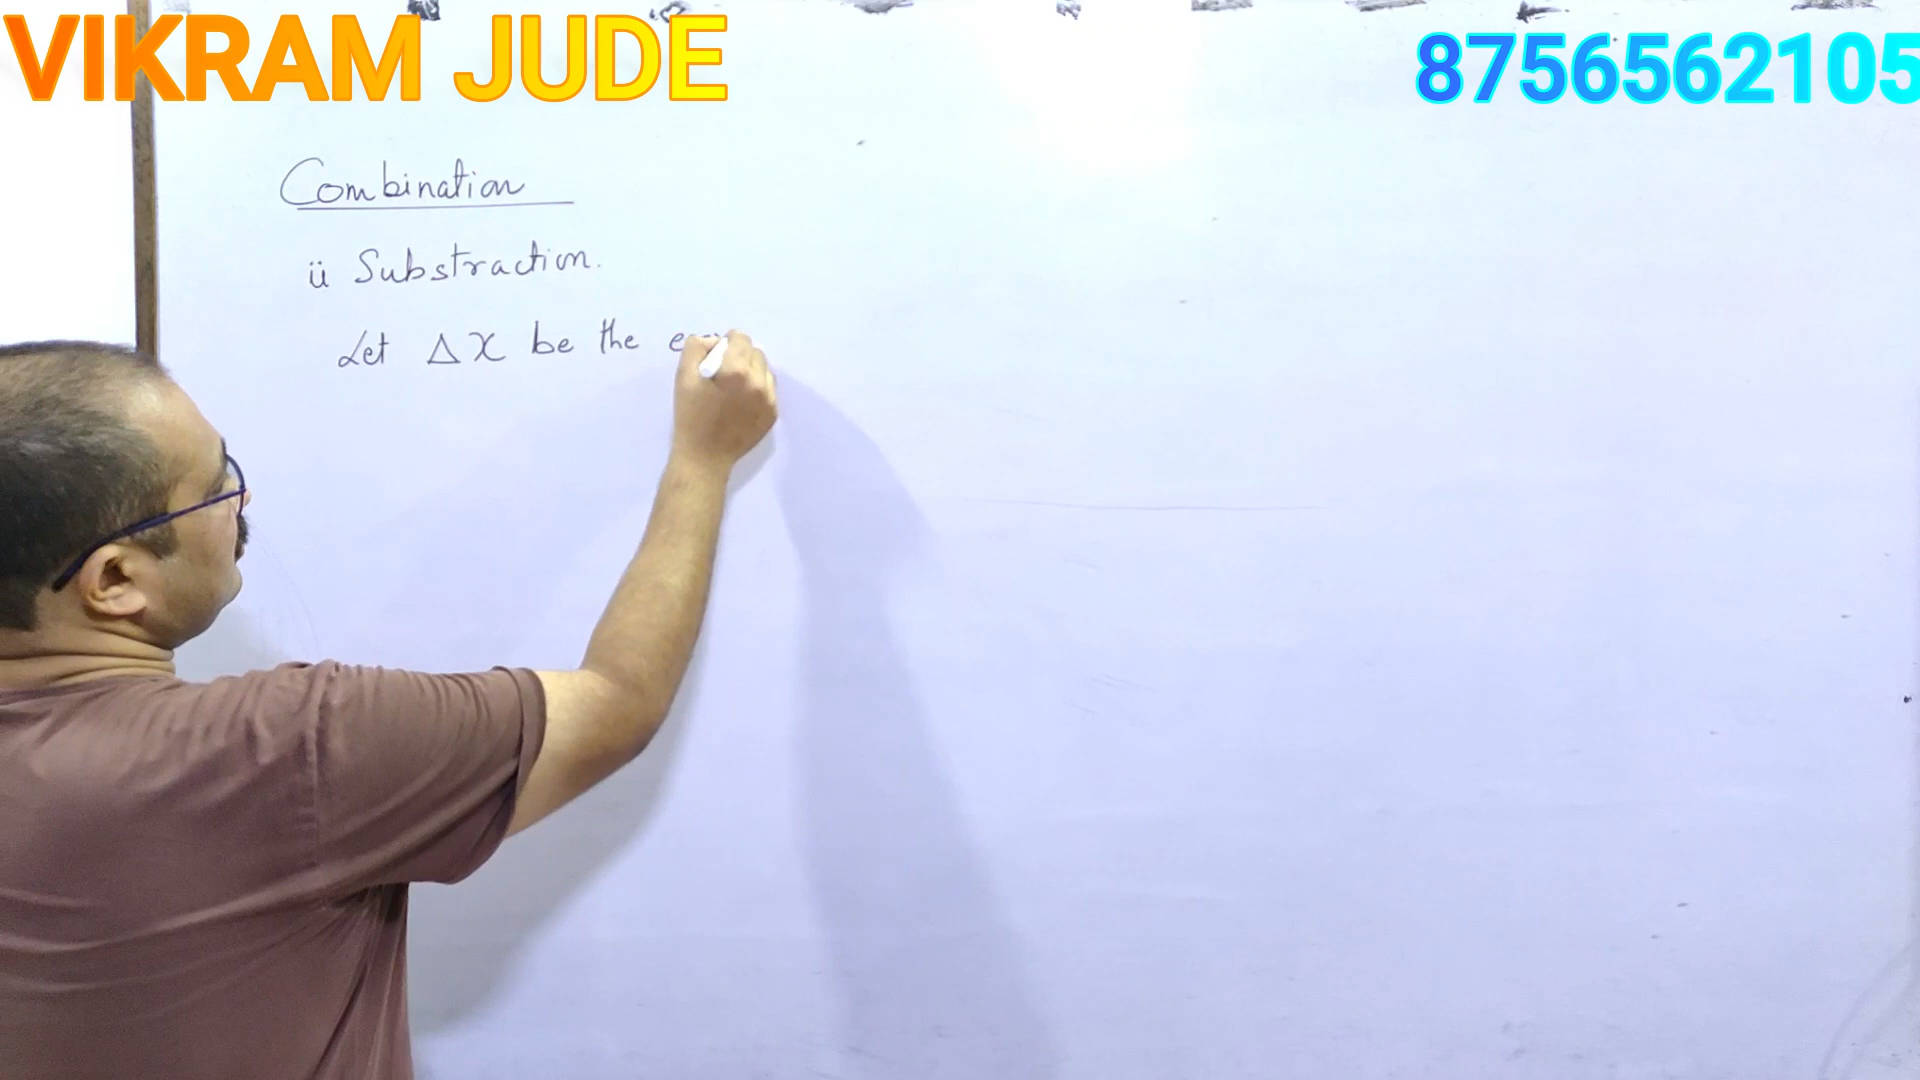 VIKRAM JUDE
8756562105
Combination
ii Substraction.
Let Δx be the